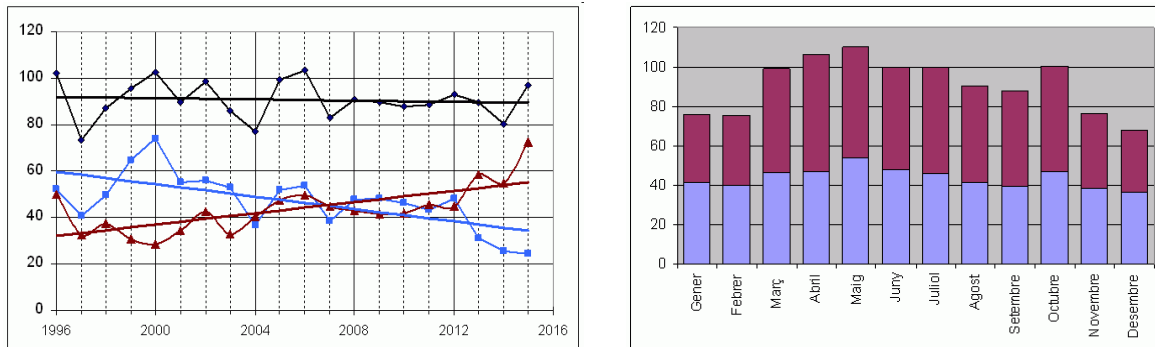 120
100
80
60
40
20
0
1996
2000
2004
2008
2012
2016
120
100
80
60
40
20
0
Gener
Febrer
Març
Abril
Maig
Juny
Juliol
Agost
Setembre
Octubre
Novembre
Desembre